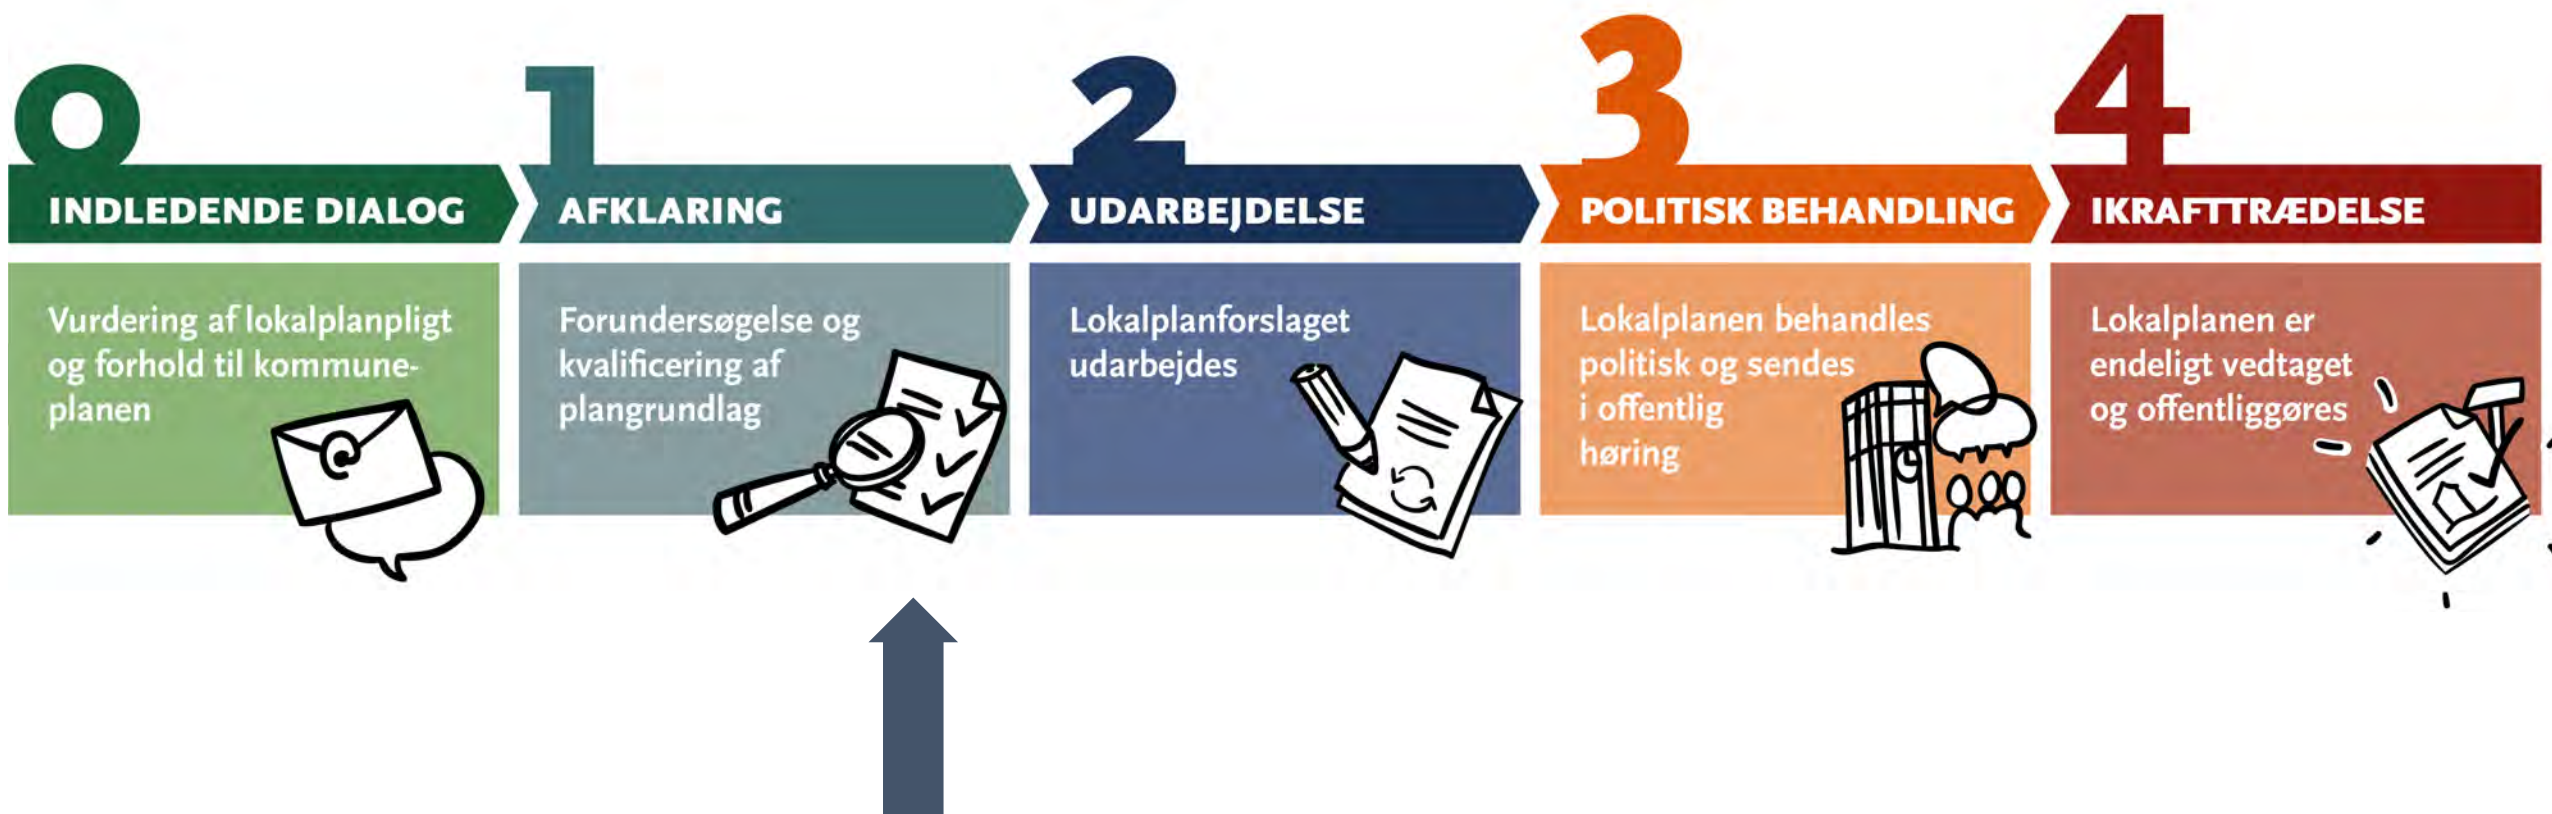 0
INDLEDENDE DIALOG
Vurdering af lokalplanpligt
og forhold til kommune-
planen
1
AFKLARING
Forundersøgelse og
kvalificering af
plangrundlag
2
UDARBEJDELSE
Lokalplanforslaget
udarbejdes
3
POLITISK BEHANDLING
Lokalplanen behandles
politisk og sendes
i offentlig
høring
4
IKRAFTTRÆDELSE
Lokalplanen er
endeligt vedtaget
og offentliggøres